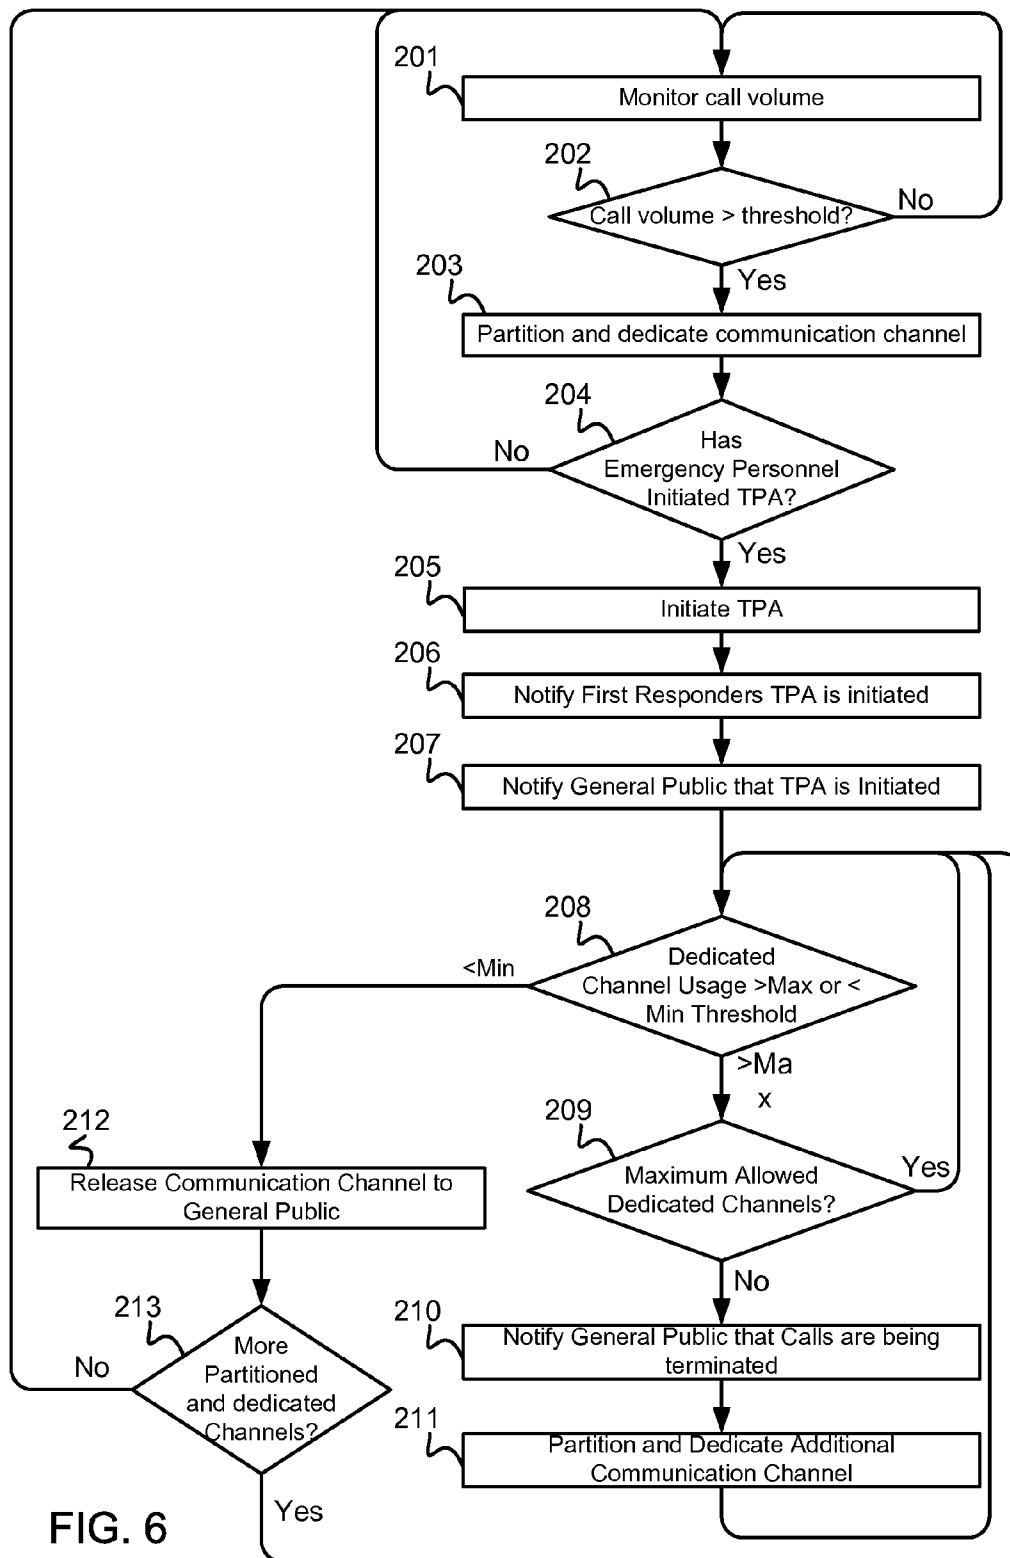 201
Monitor call volume
202
Call volume > threshold?
No
Yes
203
Partition and dedicate communication channel
204
Has
Emergency Personnel
Initiated TPA?
No
Yes
205
Initiate TPA
206
Notify First Responders TPA is initiated
207
Notify General Public that TPA is Initiated
208
Dedicated
Channel Usage >Max or <
Min Threshold
<Min
>Ma
x
209
Maximum Allowed
Dedicated Channels?
Yes
No
212
Release Communication Channel to
General Public
213
More
Partitioned
and dedicated
Channels?
No
Yes
210
Notify General Public that Calls are being
terminated
211
Partition and Dedicate Additional
Communication Channel
FIG. 6